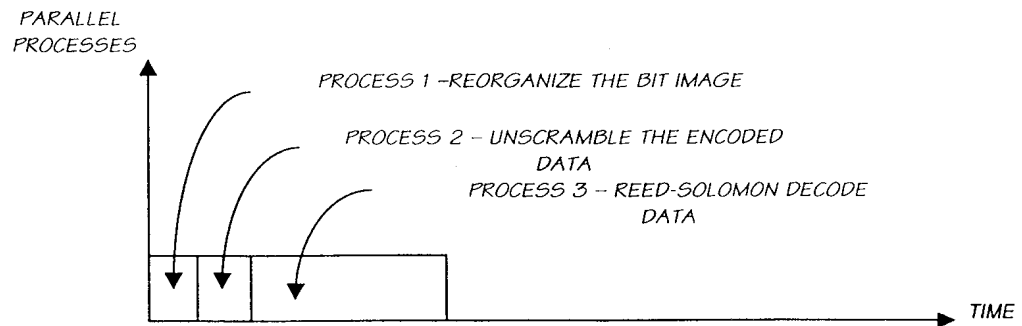 PARALLEL
PROCESSES
PROCESS 1 –REORGANIZE THE BIT IMAGE
PROCESS 2 – UNSCRAMBLE THE ENCODED
DATA
PROCESS 3 – REED-SOLOMON DECODE
DATA
TIME